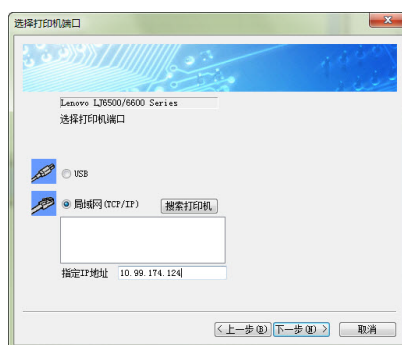 选择打印机端口
Lenovo LJ6500/6600 Series
选择打印机端口
USB
局域网(TCP/IP) 搜索打印机
指定IP地址 10.99.174.124
< 上一步(B) 下一步(N) > 取消